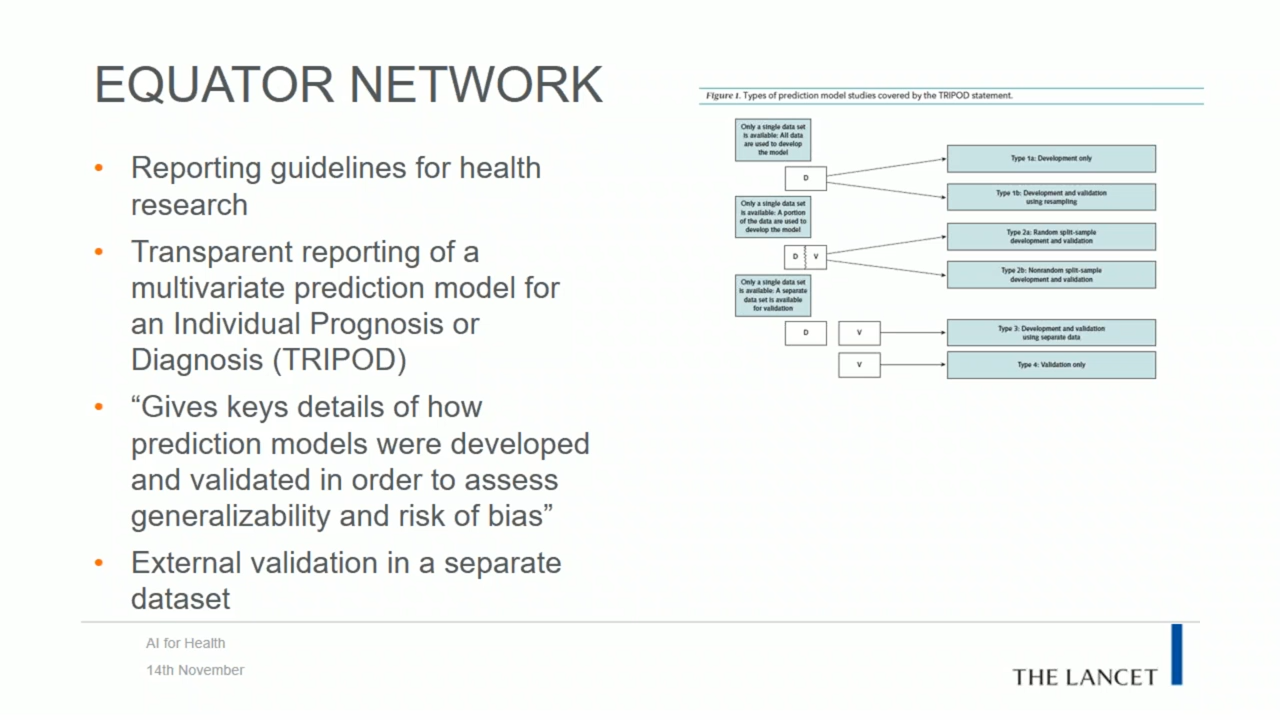 EQUATOR NETWORK
• Reporting guidelines for health
research
• Transparent reporting of a
multivariate prediction model for
an Individual Prognosis or
Diagnosis (TRIPOD)
• “Gives keys details of how
prediction models were developed
and validated in order to assess
generalizability and risk of bias”
• External validation in a separate
dataset
Figure 1. Types of prediction model studies covered by the TRIPOD statement.
Only a single data set
is available: All data
are used to develop
the model
D
Type 1a: Development only
Type 1b: Development and validation
using resampling
Only a single data set
is available: A portion
of the data are used to
develop the model
D V
Type 2a: Random split-sample
development and validation
Type 2b: Nonrandom split-sample
development and validation
Only a single data set
is available: A separate
data set is available
for validation
D V
Type 3: Development and validation
using separate data
V
Type 4: Validation only
AI for Health
14th November
THE LANCET